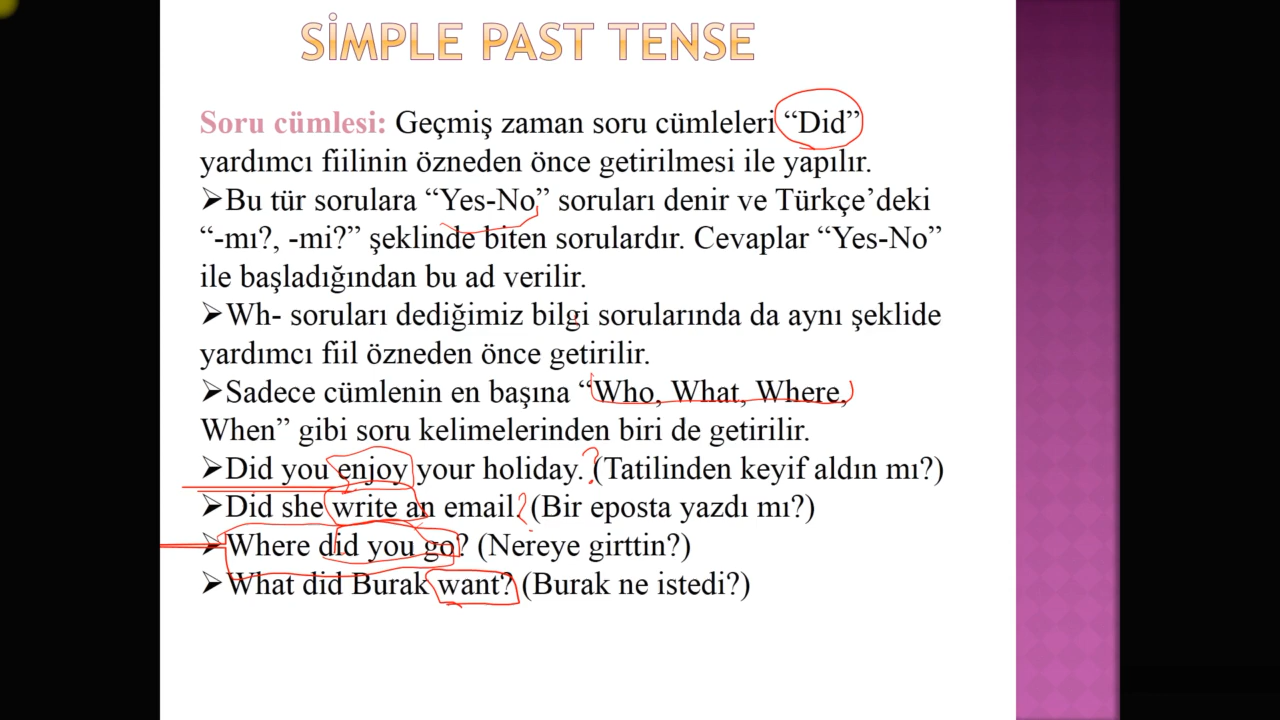 SİMPLE PAST TENSE
Soru cümlesi: Geçmiş zaman soru cümleleri “Did”
yardımcı fiilinin özneden önce getirilmesi ile yapılır.
➤Bu tür sorulara “Yes-No” soruları denir ve Türkçe’deki
“-mı?, -mi?” şeklinde biten sorulardır. Cevaplar “Yes-No”
ile başladığından bu ad verilir.
➤Wh- soruları dediğimiz bilgi sorularında da aynı şeklide
yardımcı fiil özneden önce getirilir.
➤Sadece cümlenin en başına “Who, What, Where,
When” gibi soru kelimelerinden biri de getirilir.
➤Did you enjoy your holiday. ? (Tatilinden keyif aldın mı?)
➤Did she write an email. ? (Bir eposta yazdı mı?)
➤Where did you go? (Nereye girttin?)
➤What did Burak want? (Burak ne istedi?)